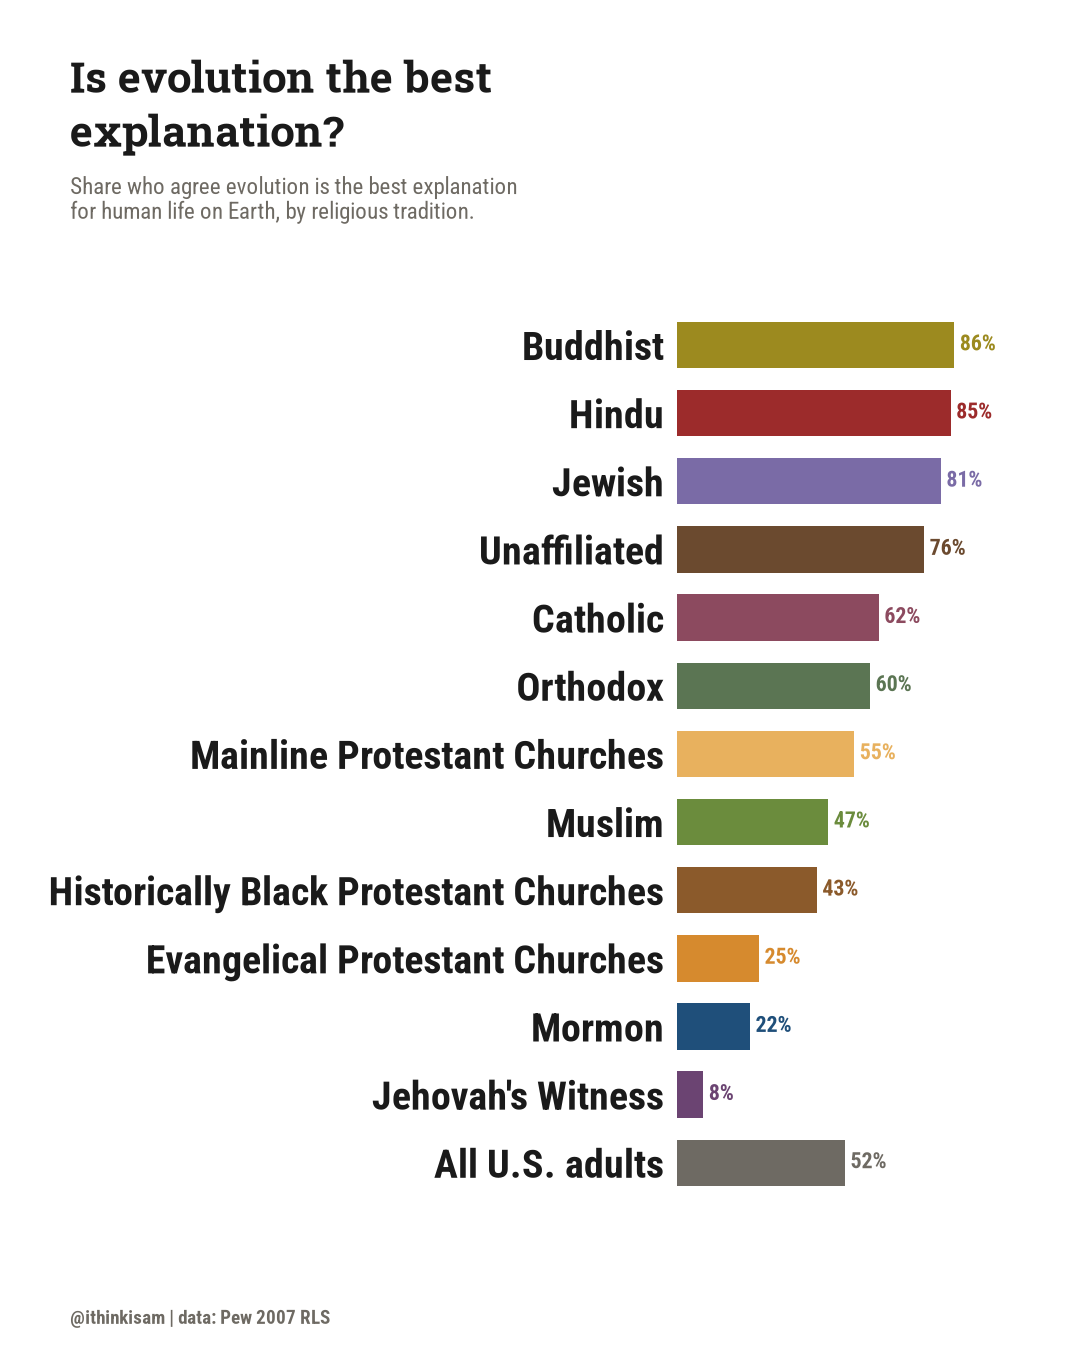 Is evolution the best
explanation?
Share who agree evolution is the best explanation
for human life on Earth, by religious tradition.
Buddhist 86%
Hindu 85%
Jewish 81%
Unaffiliated 76%
Catholic 62%
Orthodox 60%
Mainline Protestant Churches 55%
Muslim 47%
Historically Black Protestant Churches 43%
Evangelical Protestant Churches 25%
Mormon 22%
Jehovah's Witness 8%
All U.S. adults 52%
@ithinkisam | data: Pew 2007 RLS